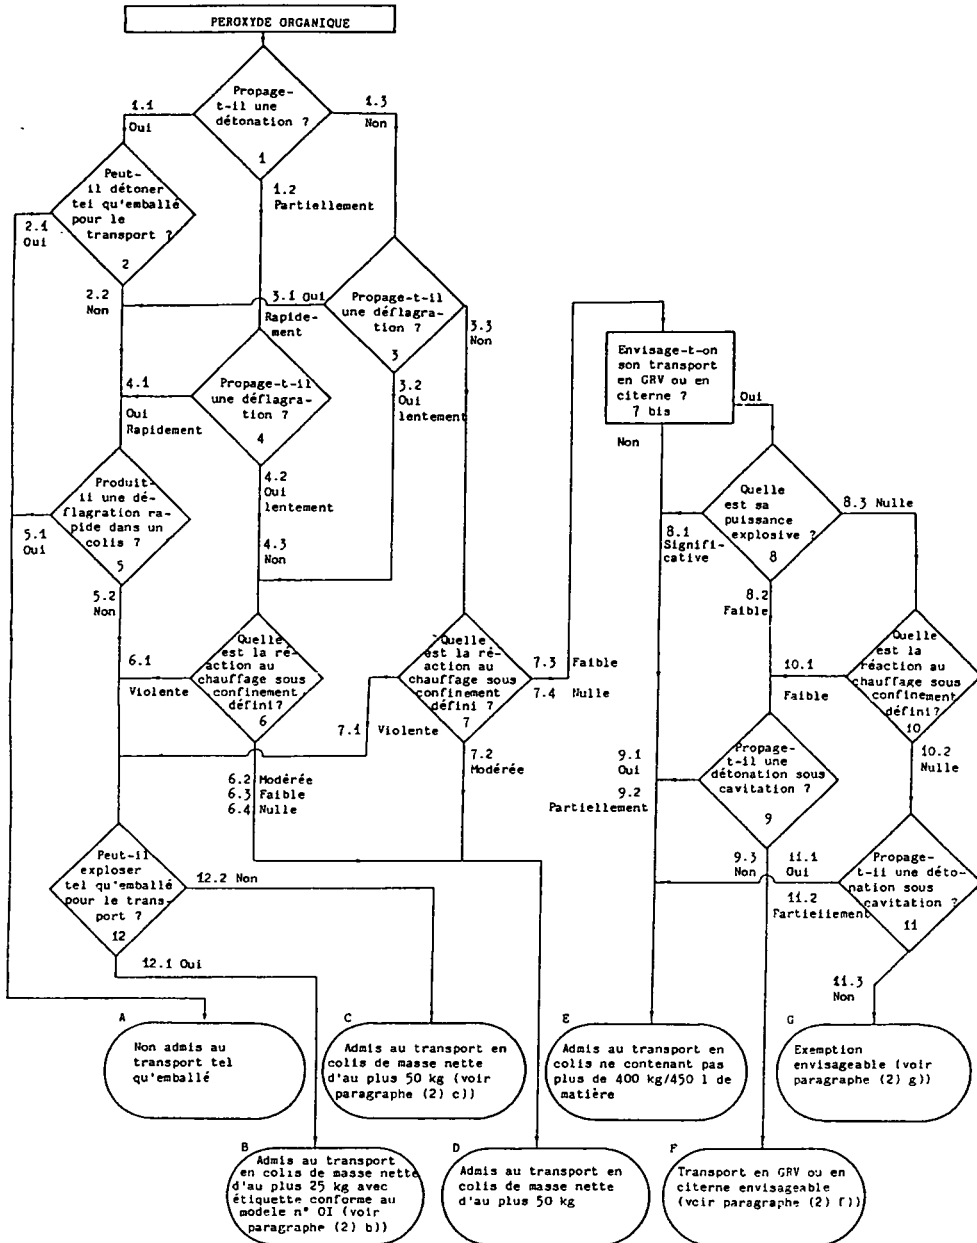 PEROXYDE ORGANIQUE
Propage-
t-il une
détonation ?
1
1.1
Oui
1.3
Non
1.2
Partiellement
Peut-
il détoner
tel qu'emballé
pour le
transport ?
2
2.1
Oui
2.2
Non
3.1 Oui
Rapide-
ment
Propage-t-il
une défla-
gration ?
3
3.3
Non
3.2
Oui
lentement
4.1
Oui
Rapidement
Propage-t-il
une déflagra-
tion ?
4
4.2
Oui
lentement
4.3
Non
Envisage-t-on
son transport
en GRV ou en
citerne ?
7 bis
Oui
Non
Produit-
il une dé-
flagration ra-
pide dans un
colis ?
5
5.1
Oui
5.2
Non
Quelle
est sa
puissance
explosive ?
8
8.3 Nulle
8.1
Signifi-
cative
8.2
Faible
6.1
Violente
Quelle
est la ré-
action au
chauffage sous
confinement
défini?
6
7.1 Violente
Quelle
est la ré-
action au
chauffage sous
confinement
défini ?
7
7.3 Faible
7.4 Nulle
7.2
Modérée
6.2 Modérée
6.3 Faible
6.4 Nulle
10.1
Faible
Quelle
est la
réaction au
chauffage sous
confinement
défini?
10
10.2
Nulle
9.1
Oui
9.2
Partiellement
Propage-
t-il une
détonation sous
cavitation ?
9
9.3
Non
11.1
Oui
11.2
Partiellement
Propage-
t-il une déto-
nation sous
cavitation ?
11
11.3
Non
Peut-il
exploser
tel qu'emballé
pour le trans-
port ?
12
12.2 Non
12.1 Oui
A
Non admis au
transport tel
qu'emballé
C
Admis au transport en
colis de masse nette
d'au plus 50 kg (voir
paragraphe (2) c))
E
Admis au transport en
colis ne contenant pas
plus de 400 kg/450 l de
matière
G
Exemption
envisageable (voir
paragraphe (2) g))
B
Admis au transport
en colis de masse nette
d'au plus 25 kg avec
étiquette conforme au
modele n° 01 (voir
paragraphe (2) b))
D
Admis au transport en
colis de masse nette
d'au plus 50 kg
F
Transport en GRV ou en
citerne envisageable
(voir paragraphe (2) f))